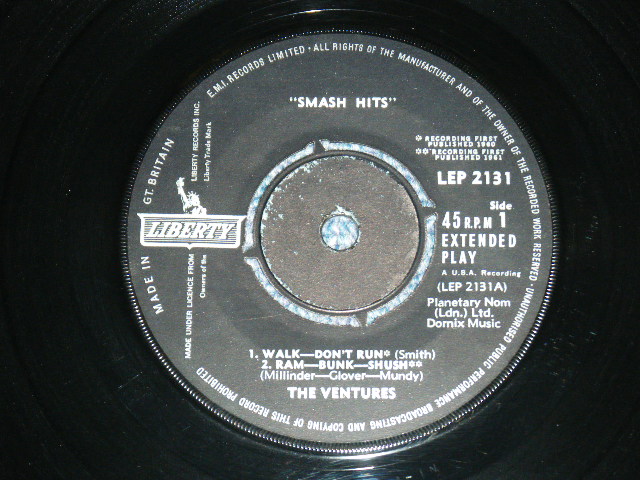 E.M.I. RECORDS LIMITED · ALL RIGHTS OF THE MANUFACTURER AND OF THE OWNER OF THE RECORDED WORK RESERVED · UNAUTHORISED PUBLIC PERFORMANCE BROADCASTING AND COPYING OF THIS RECORD PROHIBITED
MADE IN GT. BRITAIN
"SMASH HITS"
* RECORDING FIRST
PUBLISHED 1960
** RECORDING FIRST
PUBLISHED 1961
LEP 2131
Side
45 R.P.M 1
EXTENDED
PLAY
A U.S.A. Recording
(LEP 2131A)
Planetary Nom
(Ldn.) Ltd.
Domix Music
LIBERTY RECORDS INC.
Liberty Trade Mark
LIBERTY
MADE UNDER LICENCE FROM
Owners of the
1. WALK—DON'T RUN* (Smith)
2. RAM—BUNK—SHUSH**
(Millinder—Glover—Mundy)
THE VENTURES